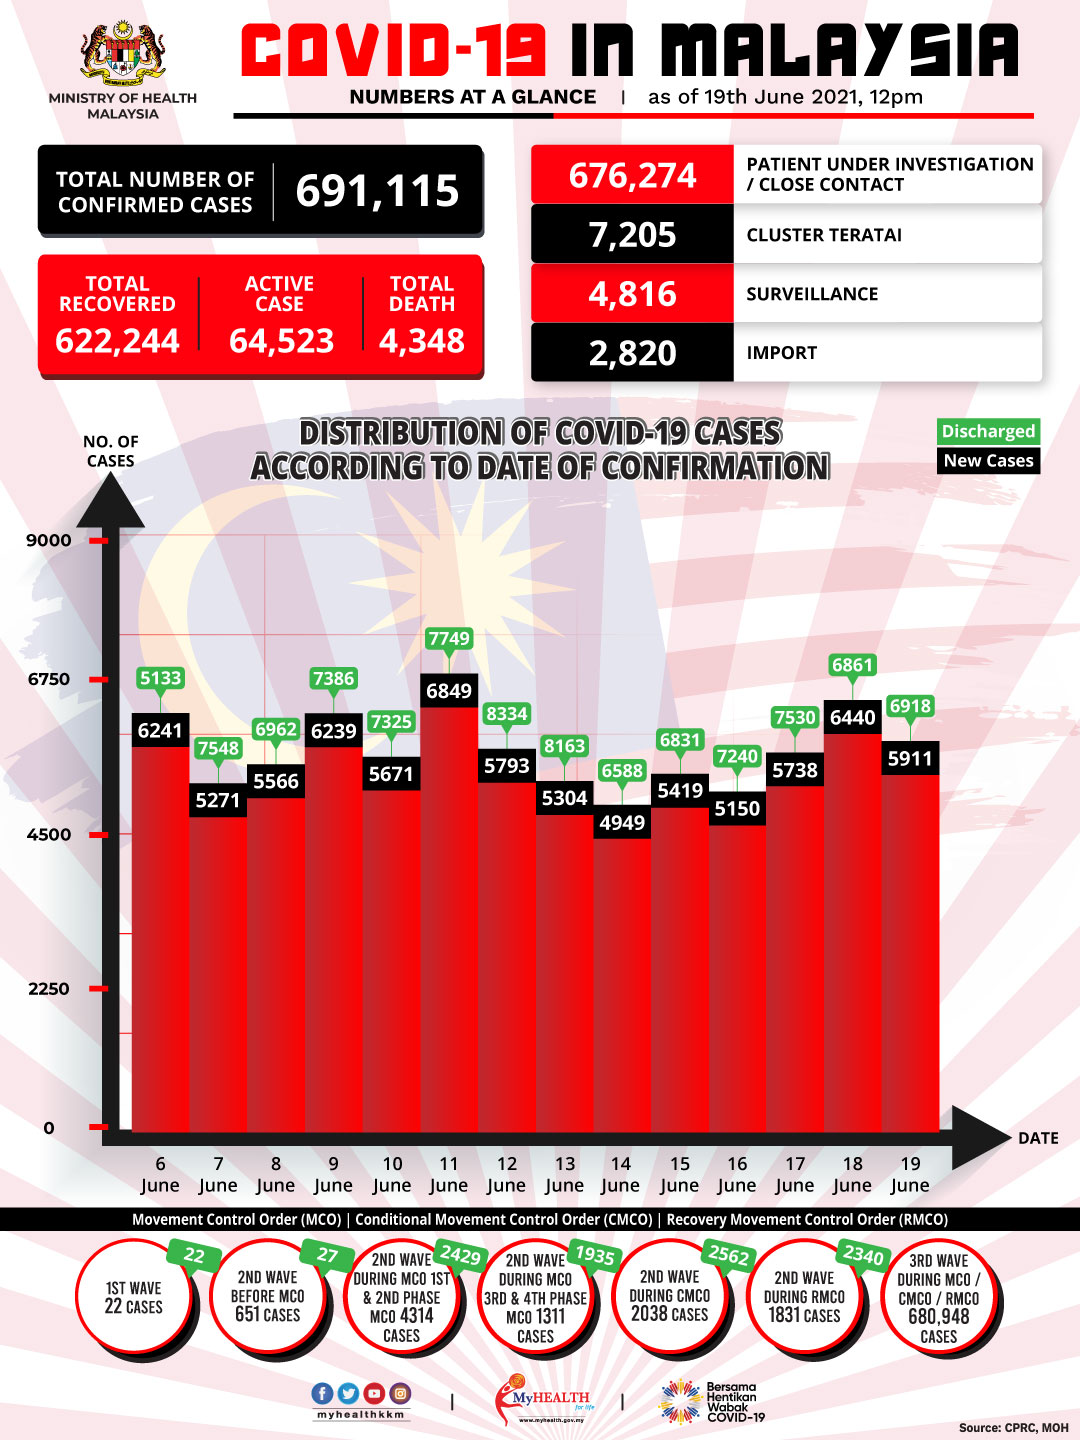 MINISTRY OF HEALTH
MALAYSIA
COVID-19 IN MALAYSIA
NUMBERS AT A GLANCE | as of 19th June 2021, 12pm
TOTAL NUMBER OF
CONFIRMED CASES
691,115
TOTAL
RECOVERED
622,244
ACTIVE
CASE
64,523
TOTAL
DEATH
4,348
676,274
PATIENT UNDER INVESTIGATION
/ CLOSE CONTACT
7,205
CLUSTER TERATAI
4,816
SURVEILLANCE
2,820
IMPORT
DISTRIBUTION OF COVID-19 CASES
ACCORDING TO DATE OF CONFIRMATION
Discharged
New Cases
NO. OF
CASES
9000
6750
4500
2250
0
5133
6241
7548
5271
6962
5566
7386
6239
7325
5671
7749
6849
8334
5793
8163
5304
6588
4949
6831
5419
7240
5150
7530
5738
6861
6440
6918
5911
DATE
6
June
7
June
8
June
9
June
10
June
11
June
12
June
13
June
14
June
15
June
16
June
17
June
18
June
19
June
Movement Control Order (MCO) | Conditional Movement Control Order (CMCO) | Recovery Movement Control Order (RMCO)
22
1ST WAVE
22 CASES
27
2ND WAVE
BEFORE MCO
651 CASES
2429
2ND WAVE
DURING MCO 1ST
& 2ND PHASE
MCO 4314
CASES
1935
2ND WAVE
DURING MCO
3RD & 4TH PHASE
MCO 1311
CASES
2562
2ND WAVE
DURING CMCO
2038 CASES
2340
2ND WAVE
DURING RMCO
1831 CASES
3RD WAVE
DURING MCO /
CMCO / RMCO
680,948
CASES
myhealthkkm
MyHEALTH
for life
www.myhealth.gov.my
Bersama
Hentikan
Wabak
COVID-19
Source: CPRC, MOH